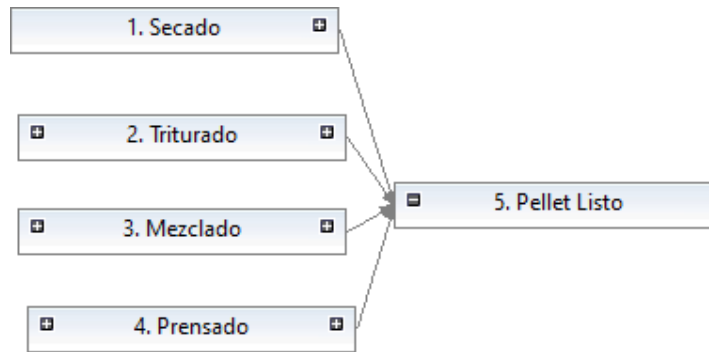 1. Secado
2. Triturado
3. Mezclado
5. Pellet Listo
4. Prensado